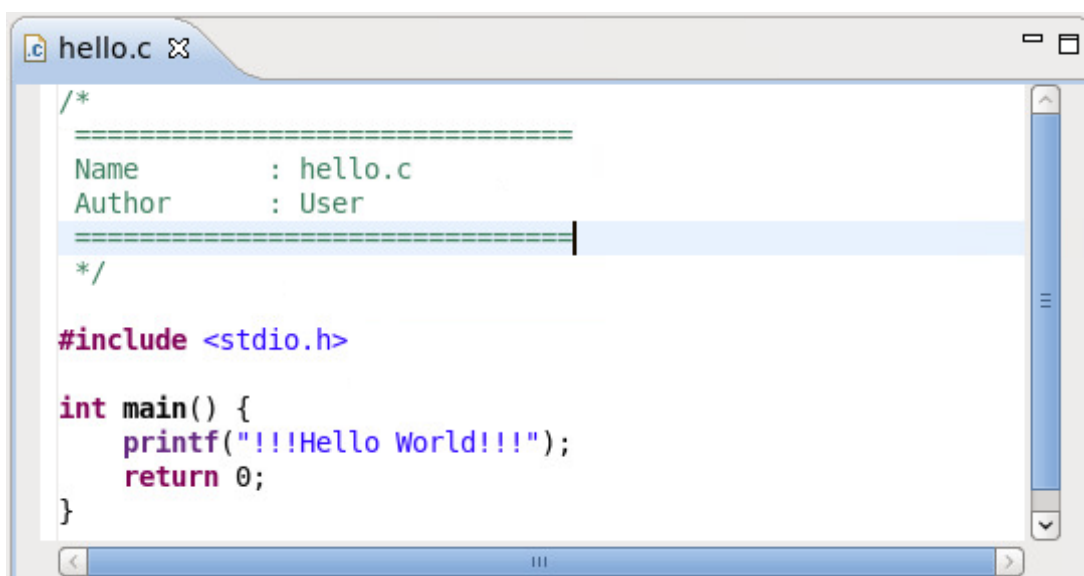 hello.c
/*
 ===============================
 Name        : hello.c
 Author      : User
 ===============================
 */
#include <stdio.h>
int main() {
    printf("!!!Hello World!!!");
    return 0;
}